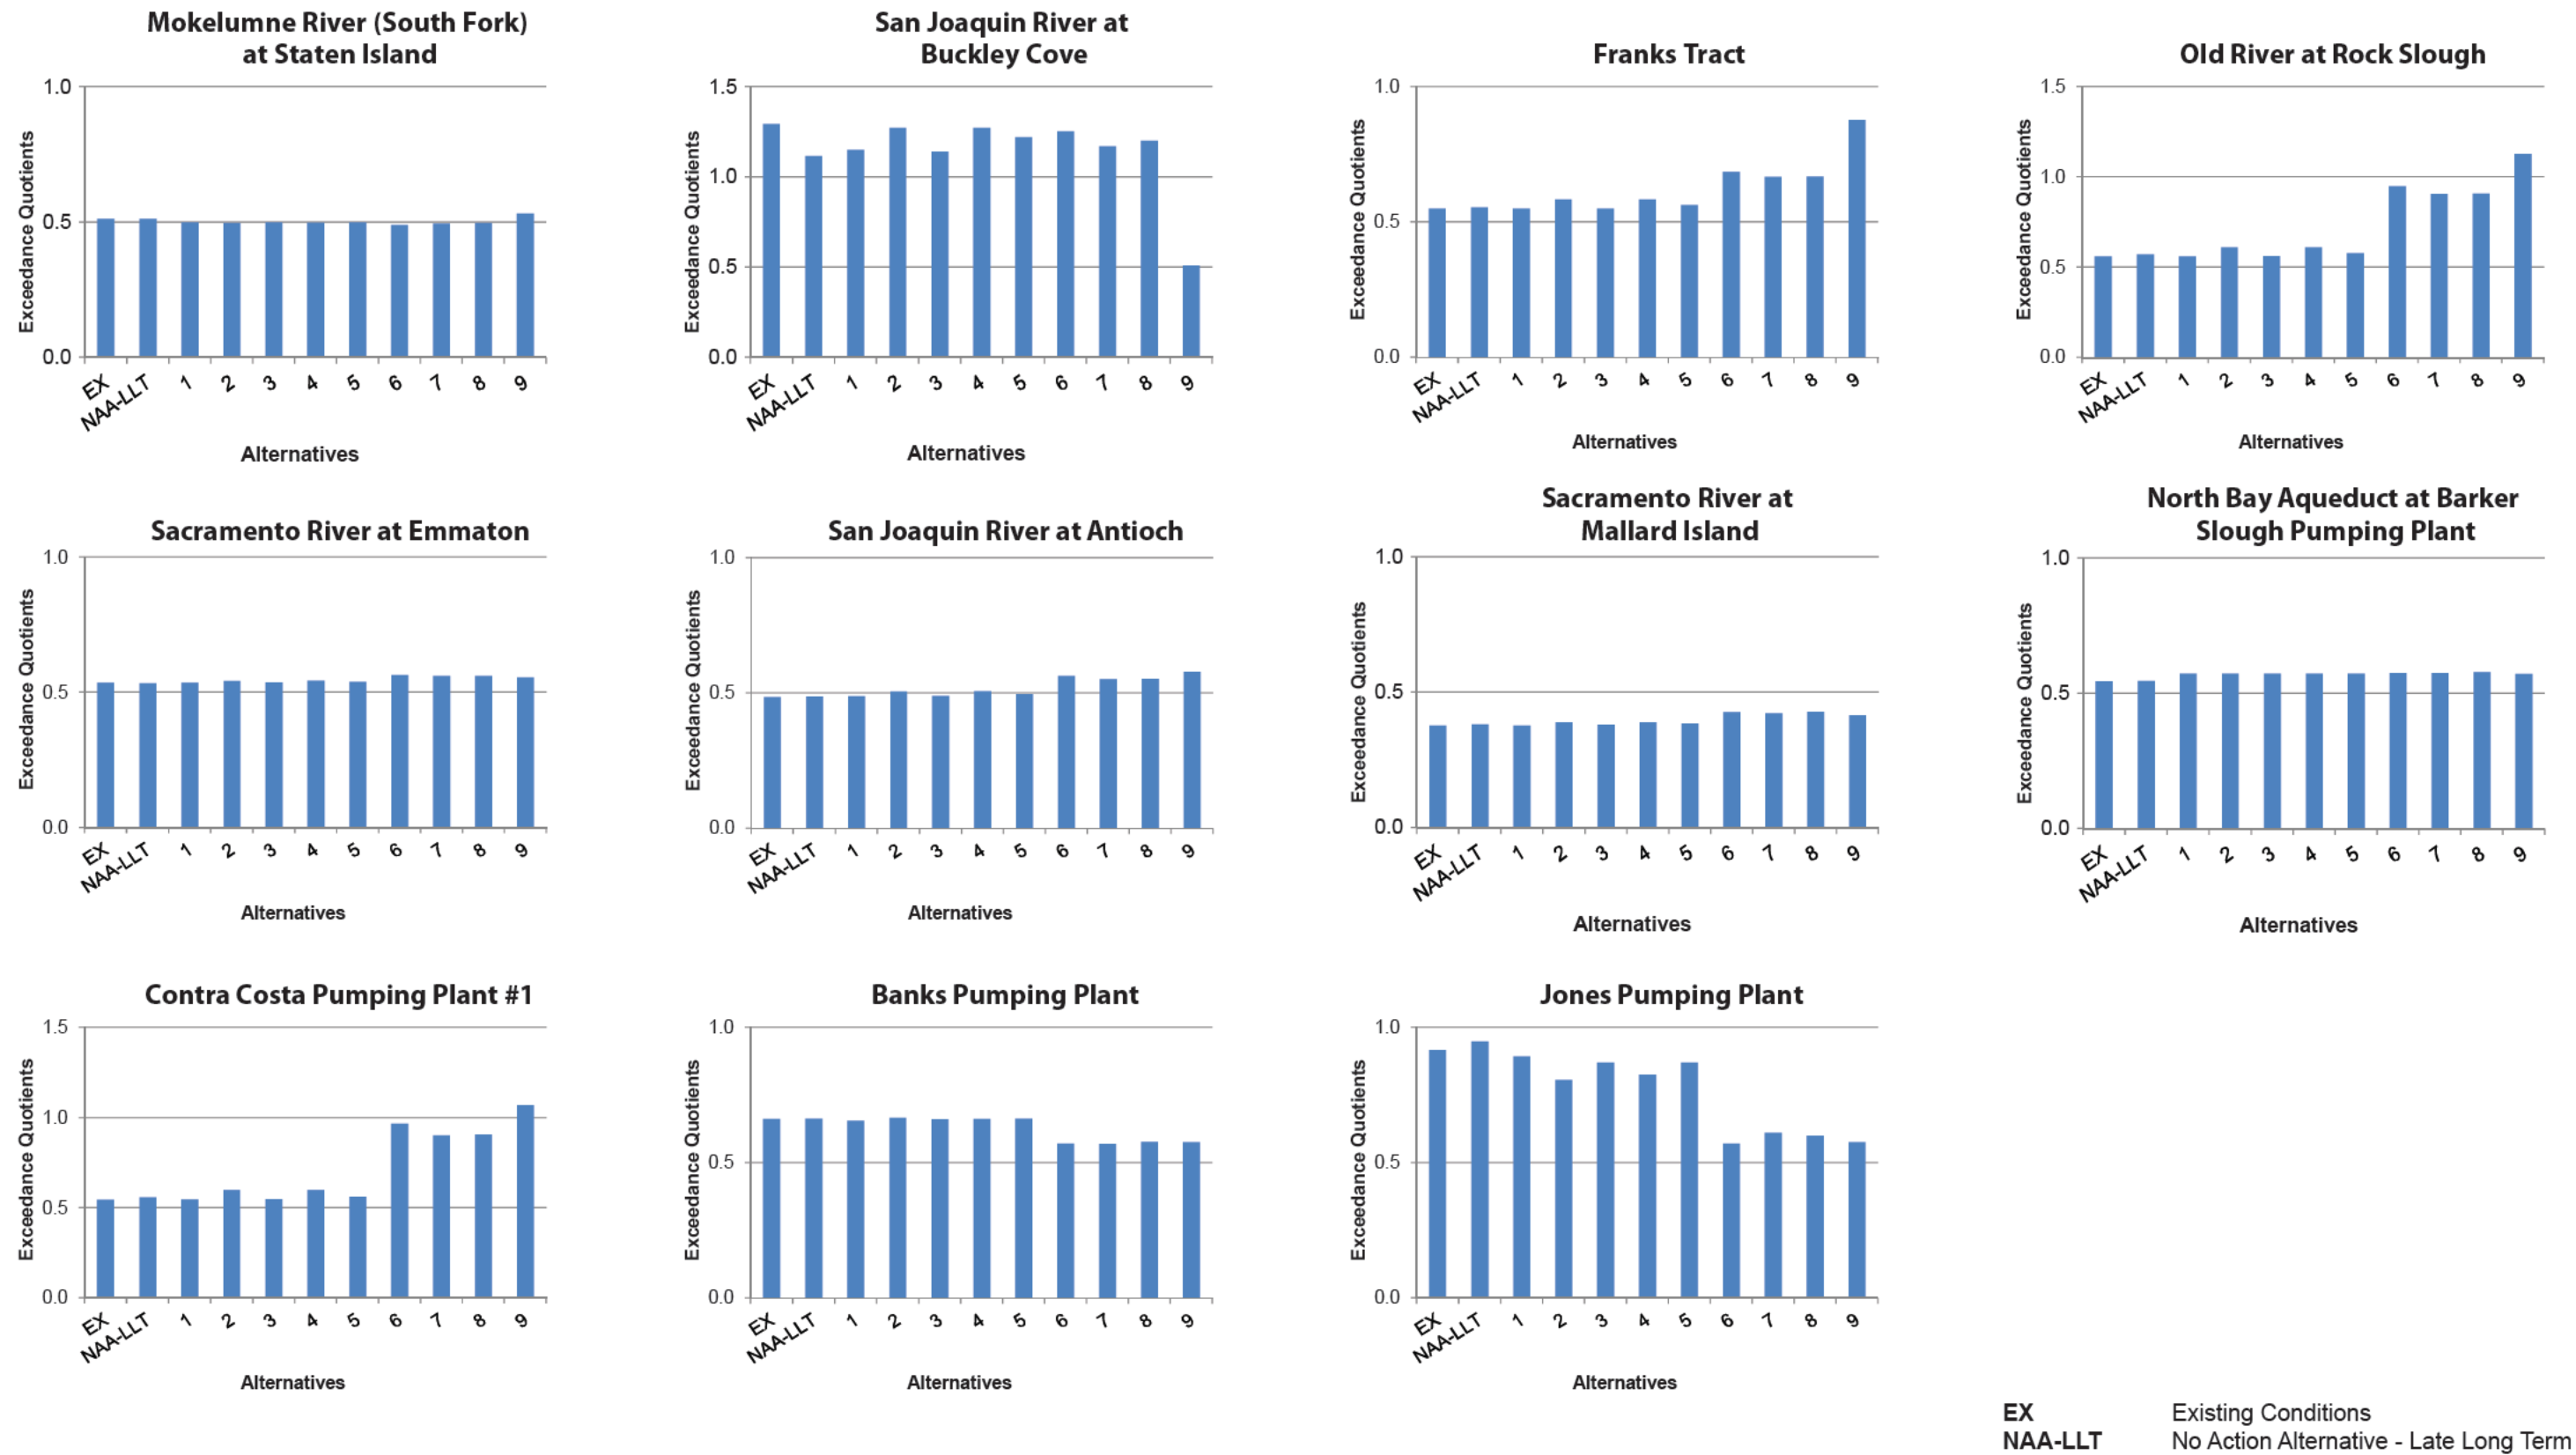 Mokelumne River (South Fork)
at Staten Island
Exceedance Quotients
1.0
0.5
0.0
EX
NAA-LLT
1
2
3
4
5
6
7
8
9
Alternatives
San Joaquin River at
Buckley Cove
Exceedance Quotients
1.5
1.0
0.5
0.0
EX
NAA-LLT
1
2
3
4
5
6
7
8
9
Alternatives
Franks Tract
Exceedance Quotients
1.0
0.5
0.0
EX
NAA-LLT
1
2
3
4
5
6
7
8
9
Alternatives
Old River at Rock Slough
Exceedance Quotients
1.5
1.0
0.5
0.0
EX
NAA-LLT
1
2
3
4
5
6
7
8
9
Alternatives
Sacramento River at Emmaton
Exceedance Quotients
1.0
0.5
0.0
EX
NAA-LLT
1
2
3
4
5
6
7
8
9
Alternatives
San Joaquin River at Antioch
Exceedance Quotients
1.0
0.5
0.0
EX
NAA-LLT
1
2
3
4
5
6
7
8
9
Alternatives
Sacramento River at
Mallard Island
Exceedance Quotients
1.0
0.5
0.0
EX
NAA-LLT
1
2
3
4
5
6
7
8
9
Alternatives
North Bay Aqueduct at Barker
Slough Pumping Plant
Exceedance Quotients
1.0
0.5
0.0
EX
NAA-LLT
1
2
3
4
5
6
7
8
9
Alternatives
Contra Costa Pumping Plant #1
Exceedance Quotients
1.5
1.0
0.5
0.0
EX
NAA-LLT
1
2
3
4
5
6
7
8
9
Alternatives
Banks Pumping Plant
Exceedance Quotients
1.0
0.5
0.0
EX
NAA-LLT
1
2
3
4
5
6
7
8
9
Alternatives
Jones Pumping Plant
Exceedance Quotients
1.0
0.5
0.0
EX
NAA-LLT
1
2
3
4
5
6
7
8
9
Alternatives
EX Existing Conditions
NAA-LLT No Action Alternative - Late Long Term